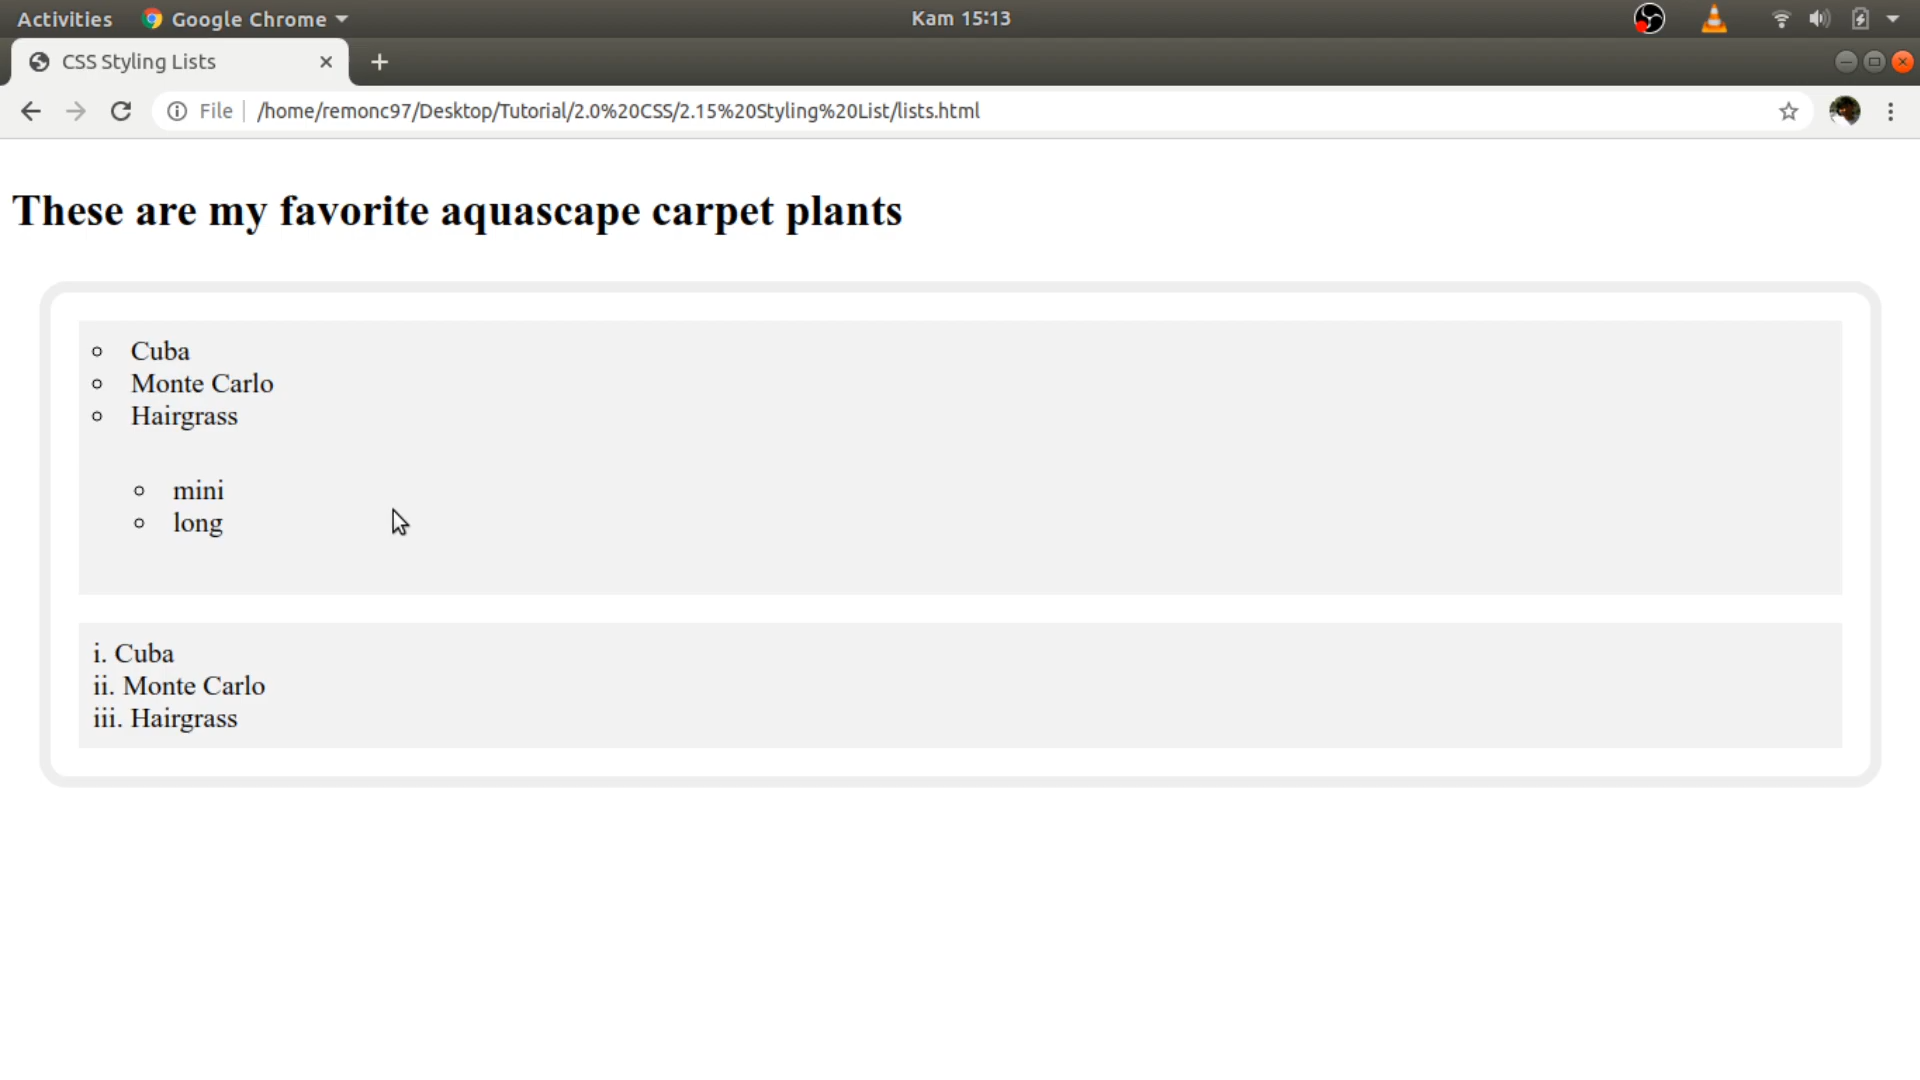 Activities Google Chrome Kam 15:13
CSS Styling Lists
File /home/remonc97/Desktop/Tutorial/2.0%20CSS/2.15%20Styling%20List/lists.html
These are my favorite aquascape carpet plants
Cuba
Monte Carlo
Hairgrass
mini
long
i. Cuba
ii. Monte Carlo
iii. Hairgrass